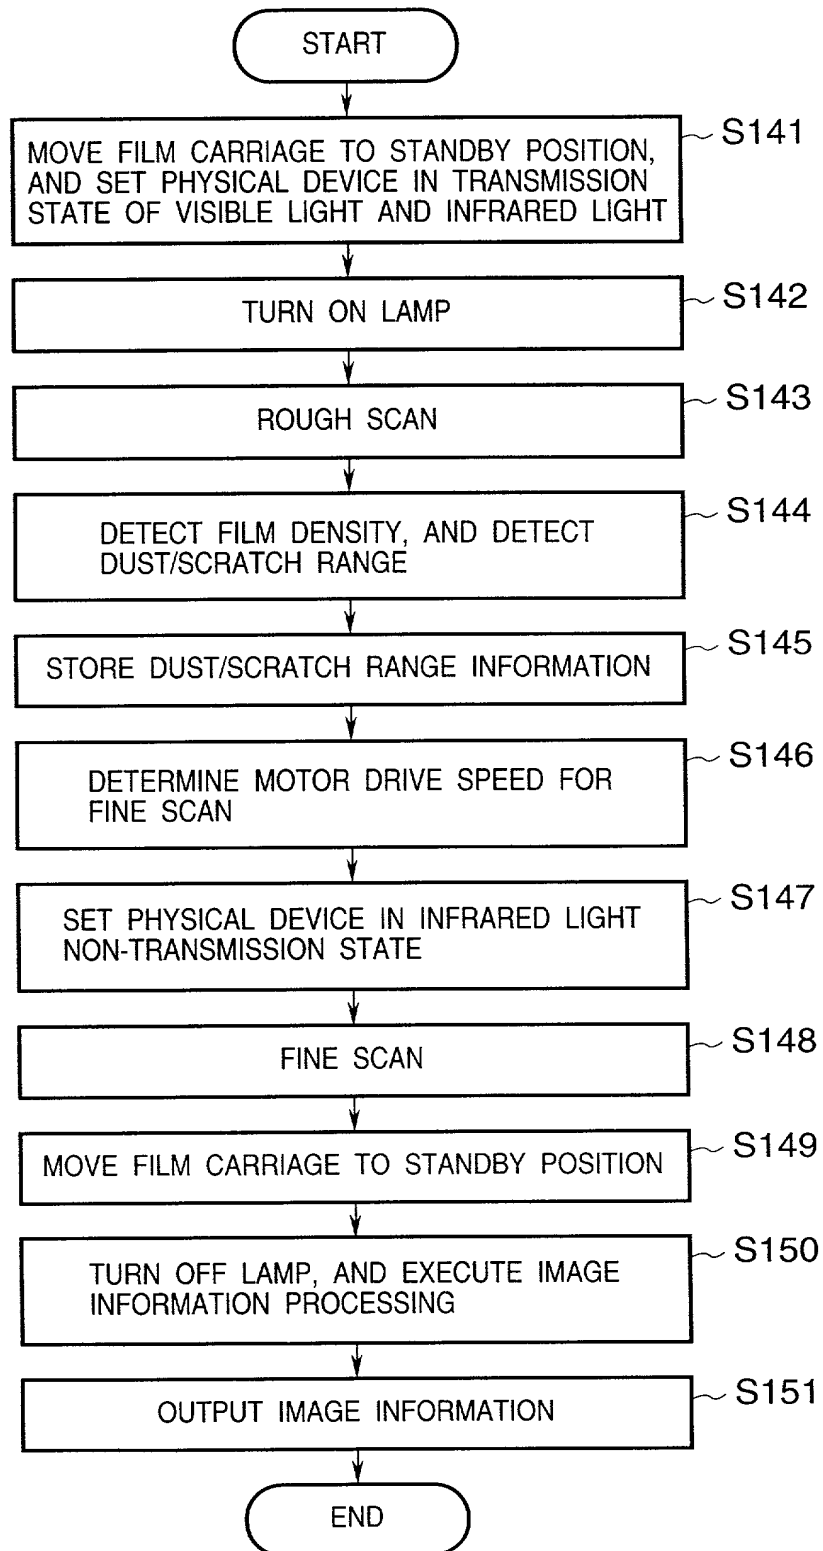 START
S141
MOVE FILM CARRIAGE TO STANDBY POSITION,
AND SET PHYSICAL DEVICE IN TRANSMISSION
STATE OF VISIBLE LIGHT AND INFRARED LIGHT
S142
TURN ON LAMP
S143
ROUGH SCAN
S144
DETECT FILM DENSITY, AND DETECT
DUST/SCRATCH RANGE
S145
STORE DUST/SCRATCH RANGE INFORMATION
S146
DETERMINE MOTOR DRIVE SPEED FOR
FINE SCAN
S147
SET PHYSICAL DEVICE IN INFRARED LIGHT
NON-TRANSMISSION STATE
S148
FINE SCAN
S149
MOVE FILM CARRIAGE TO STANDBY POSITION
S150
TURN OFF LAMP, AND EXECUTE IMAGE
INFORMATION PROCESSING
S151
OUTPUT IMAGE INFORMATION
END